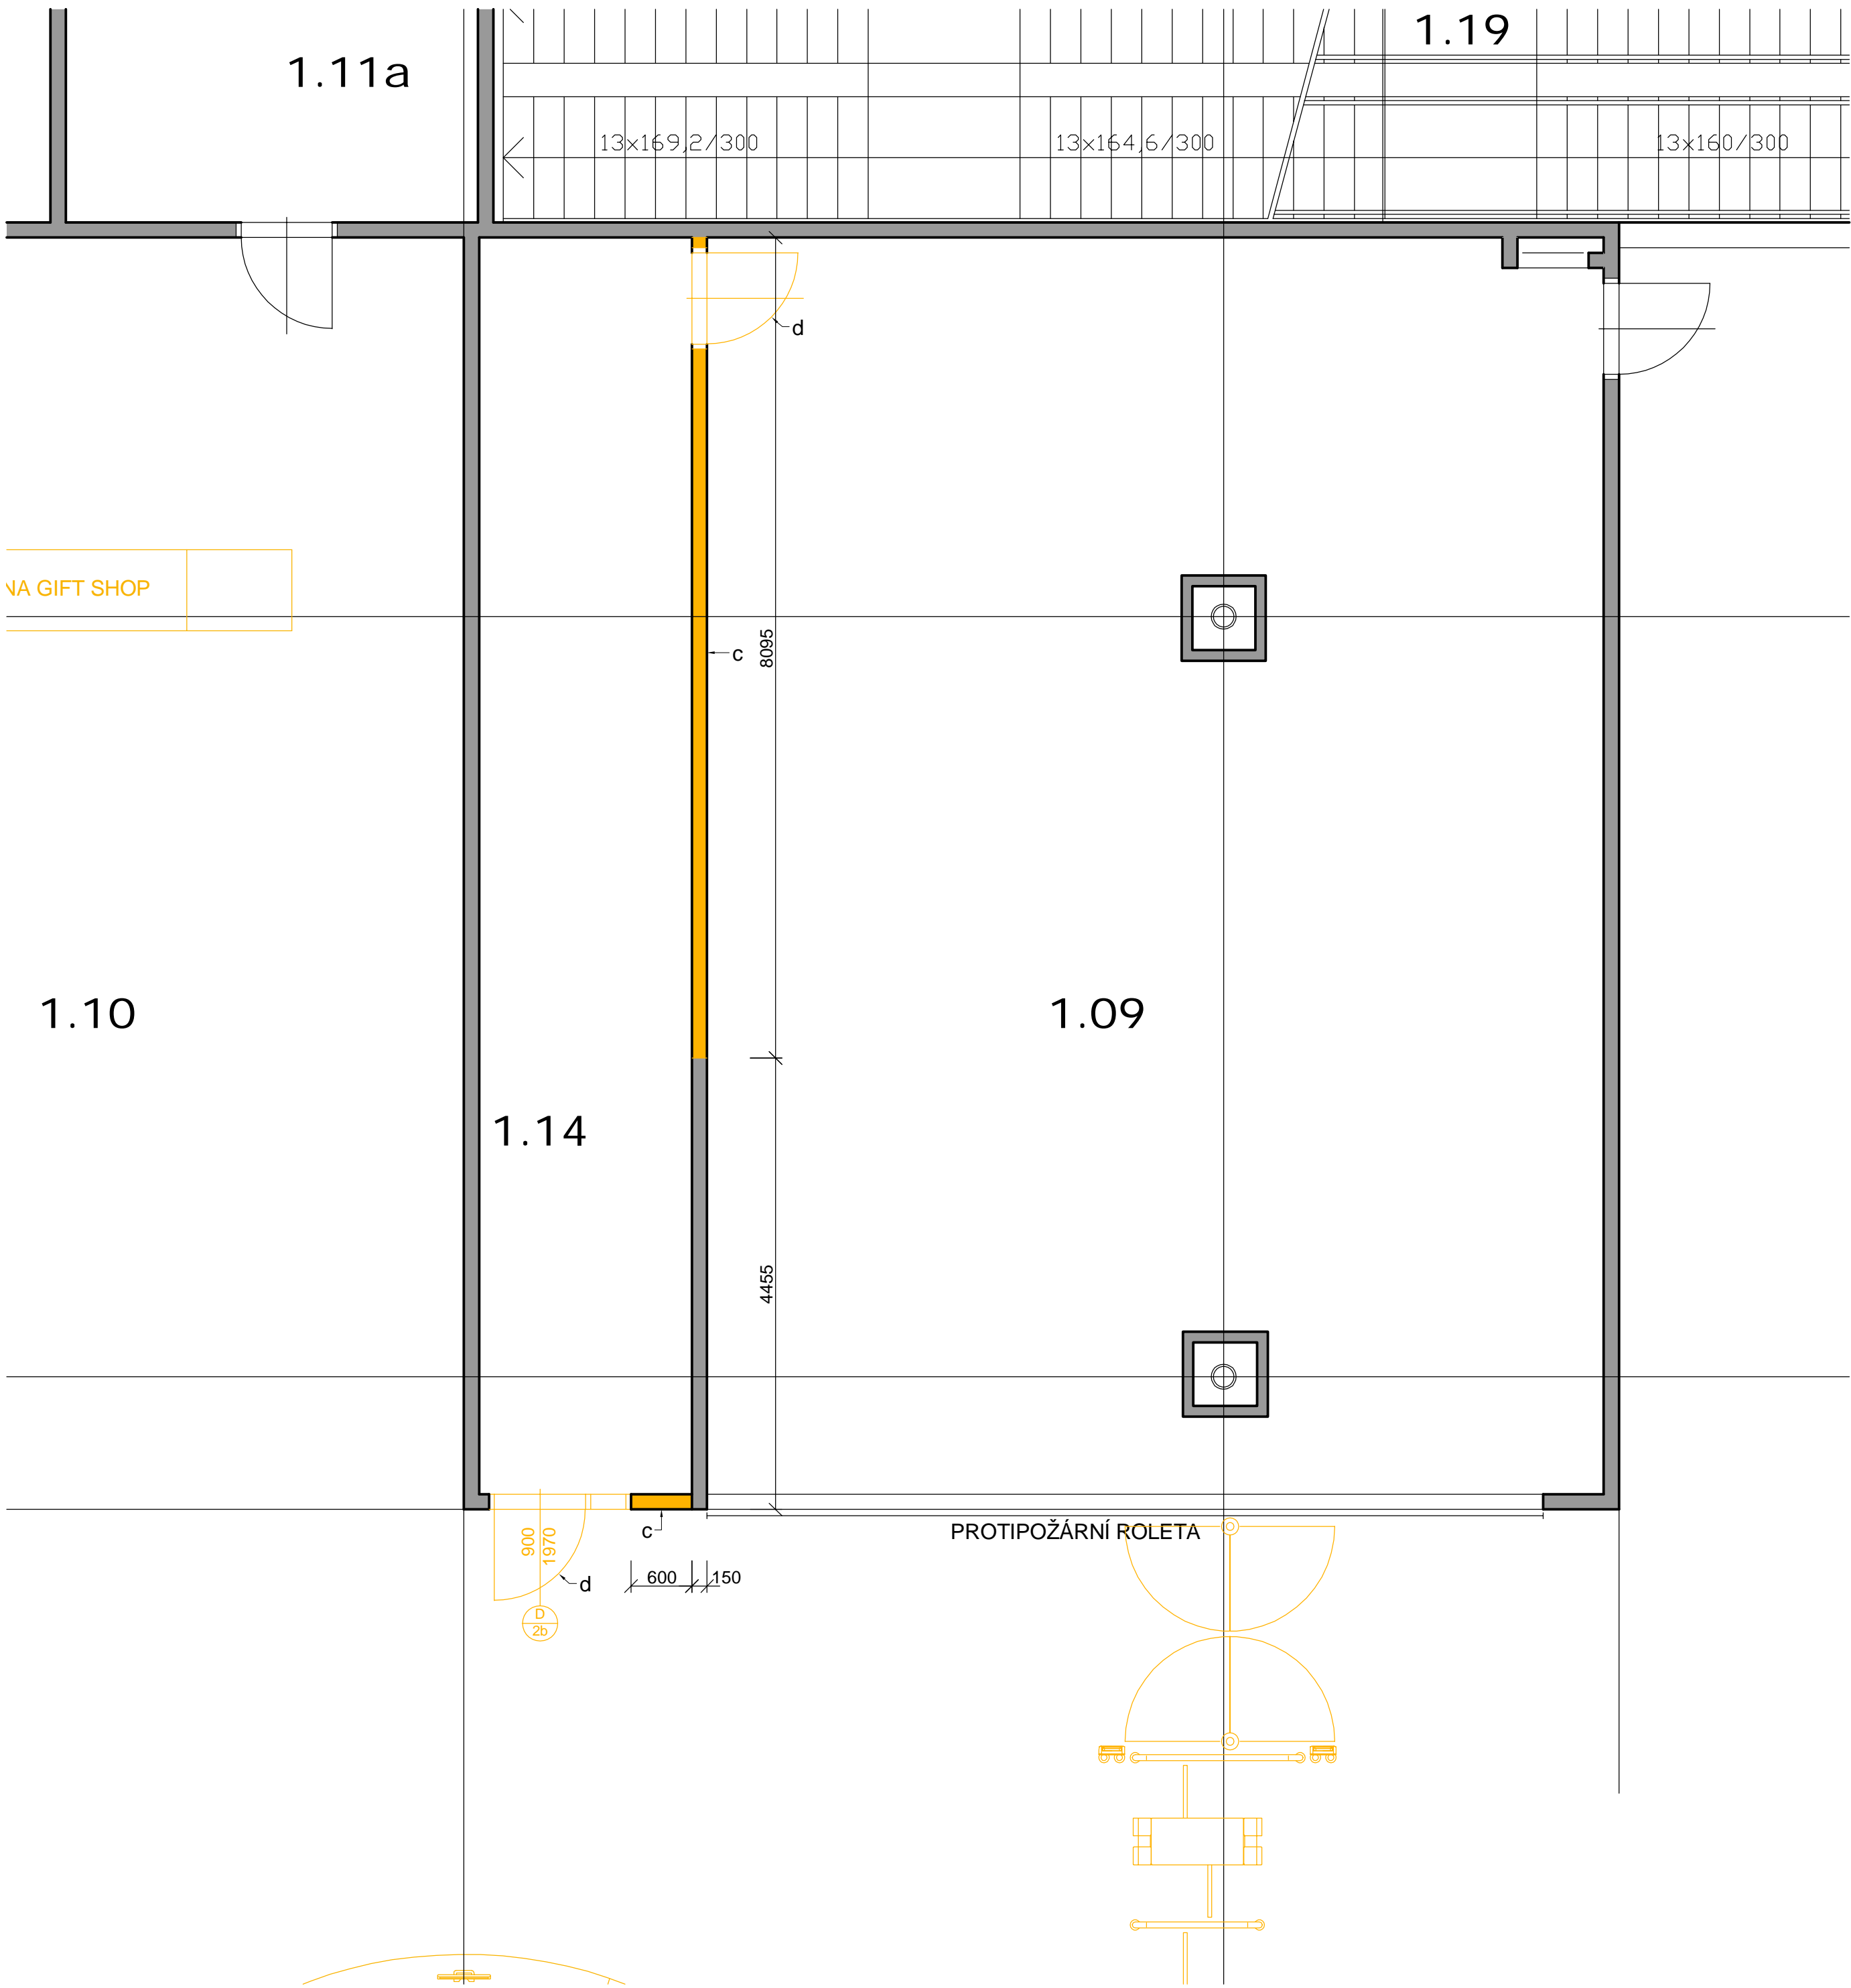 1.19
1.11a
13x169,2/300
13x164,6/300
13x160/300
d
NA GIFT SHOP
c
8095
1.10
1.09
1.14
4455
c
PROTIPOŽÁRNÍ ROLETA
900
1970
d
600
150
D
2b